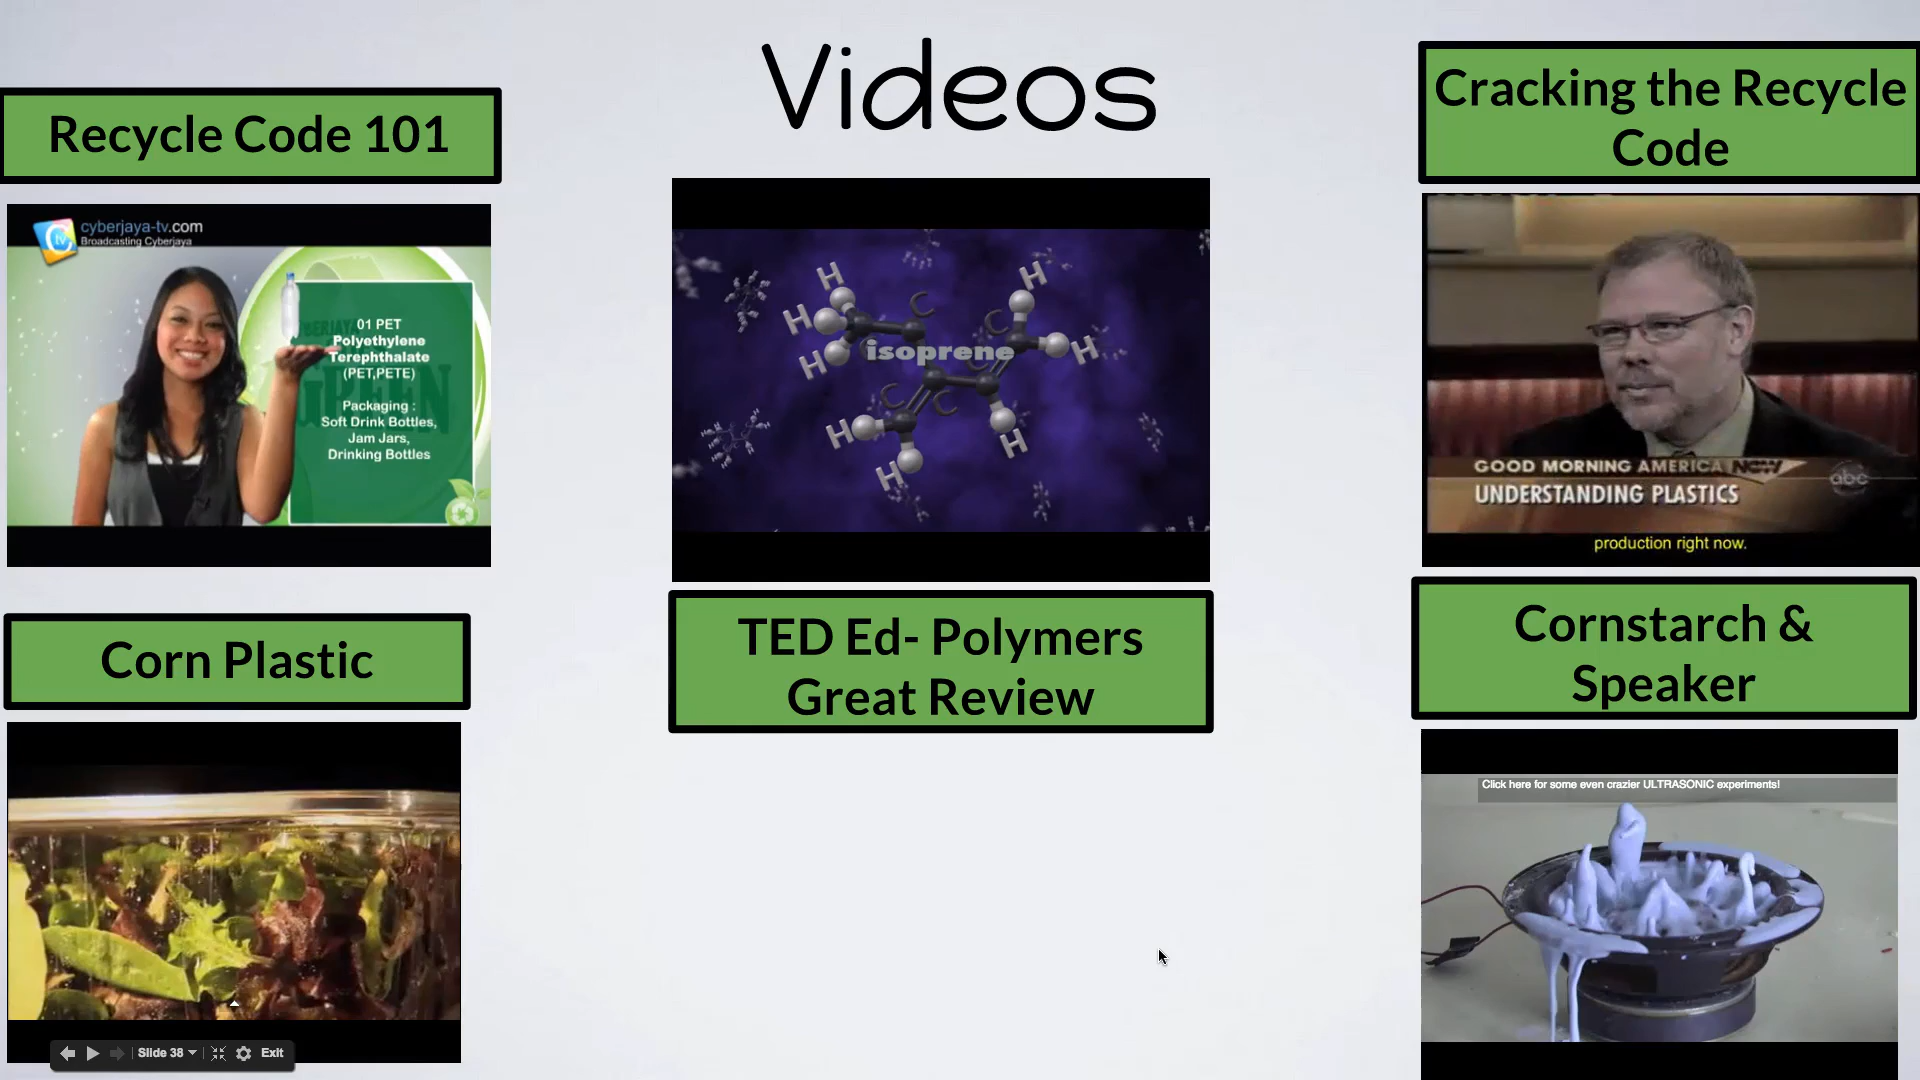 Videos
Recycle Code 101
cyberjaya-tv.com
Broadcasting Cyberjaya
01 PET
Polyethylene
Terephthalate
(PET,PETE)
Packaging :
Soft Drink Bottles,
Jam Jars,
Drinking Bottles
Corn Plastic
H
H
C
H
C
H
H
isoprene
C
C
C
H
H
H
TED Ed- Polymers
Great Review
Cracking the Recycle
Code
GOOD MORNING AMERICA NOW
abc
UNDERSTANDING PLASTICS
production right now.
Cornstarch &
Speaker
Click here for some even crazier ULTRASONIC experiments!
Slide 38
Exit